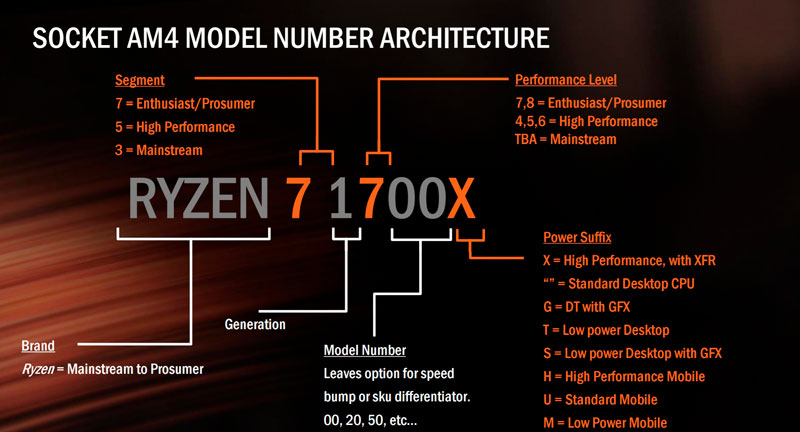 SOCKET AM4 MODEL NUMBER ARCHITECTURE
Segment
7 = Enthusiast/Prosumer
5 = High Performance
3 = Mainstream
Performance Level
7,8 = Enthusiast/Prosumer
4,5,6 = High Performance
TBA = Mainstream
RYZEN 7 1700X
Brand
Ryzen = Mainstream to Prosumer
Generation
Model Number
Leaves option for speed
bump or sku differentiator.
00, 20, 50, etc...
Power Suffix
X = High Performance, with XFR
“” = Standard Desktop CPU
G = DT with GFX
T = Low power Desktop
S = Low power Desktop with GFX
H = High Performance Mobile
U = Standard Mobile
M = Low Power Mobile